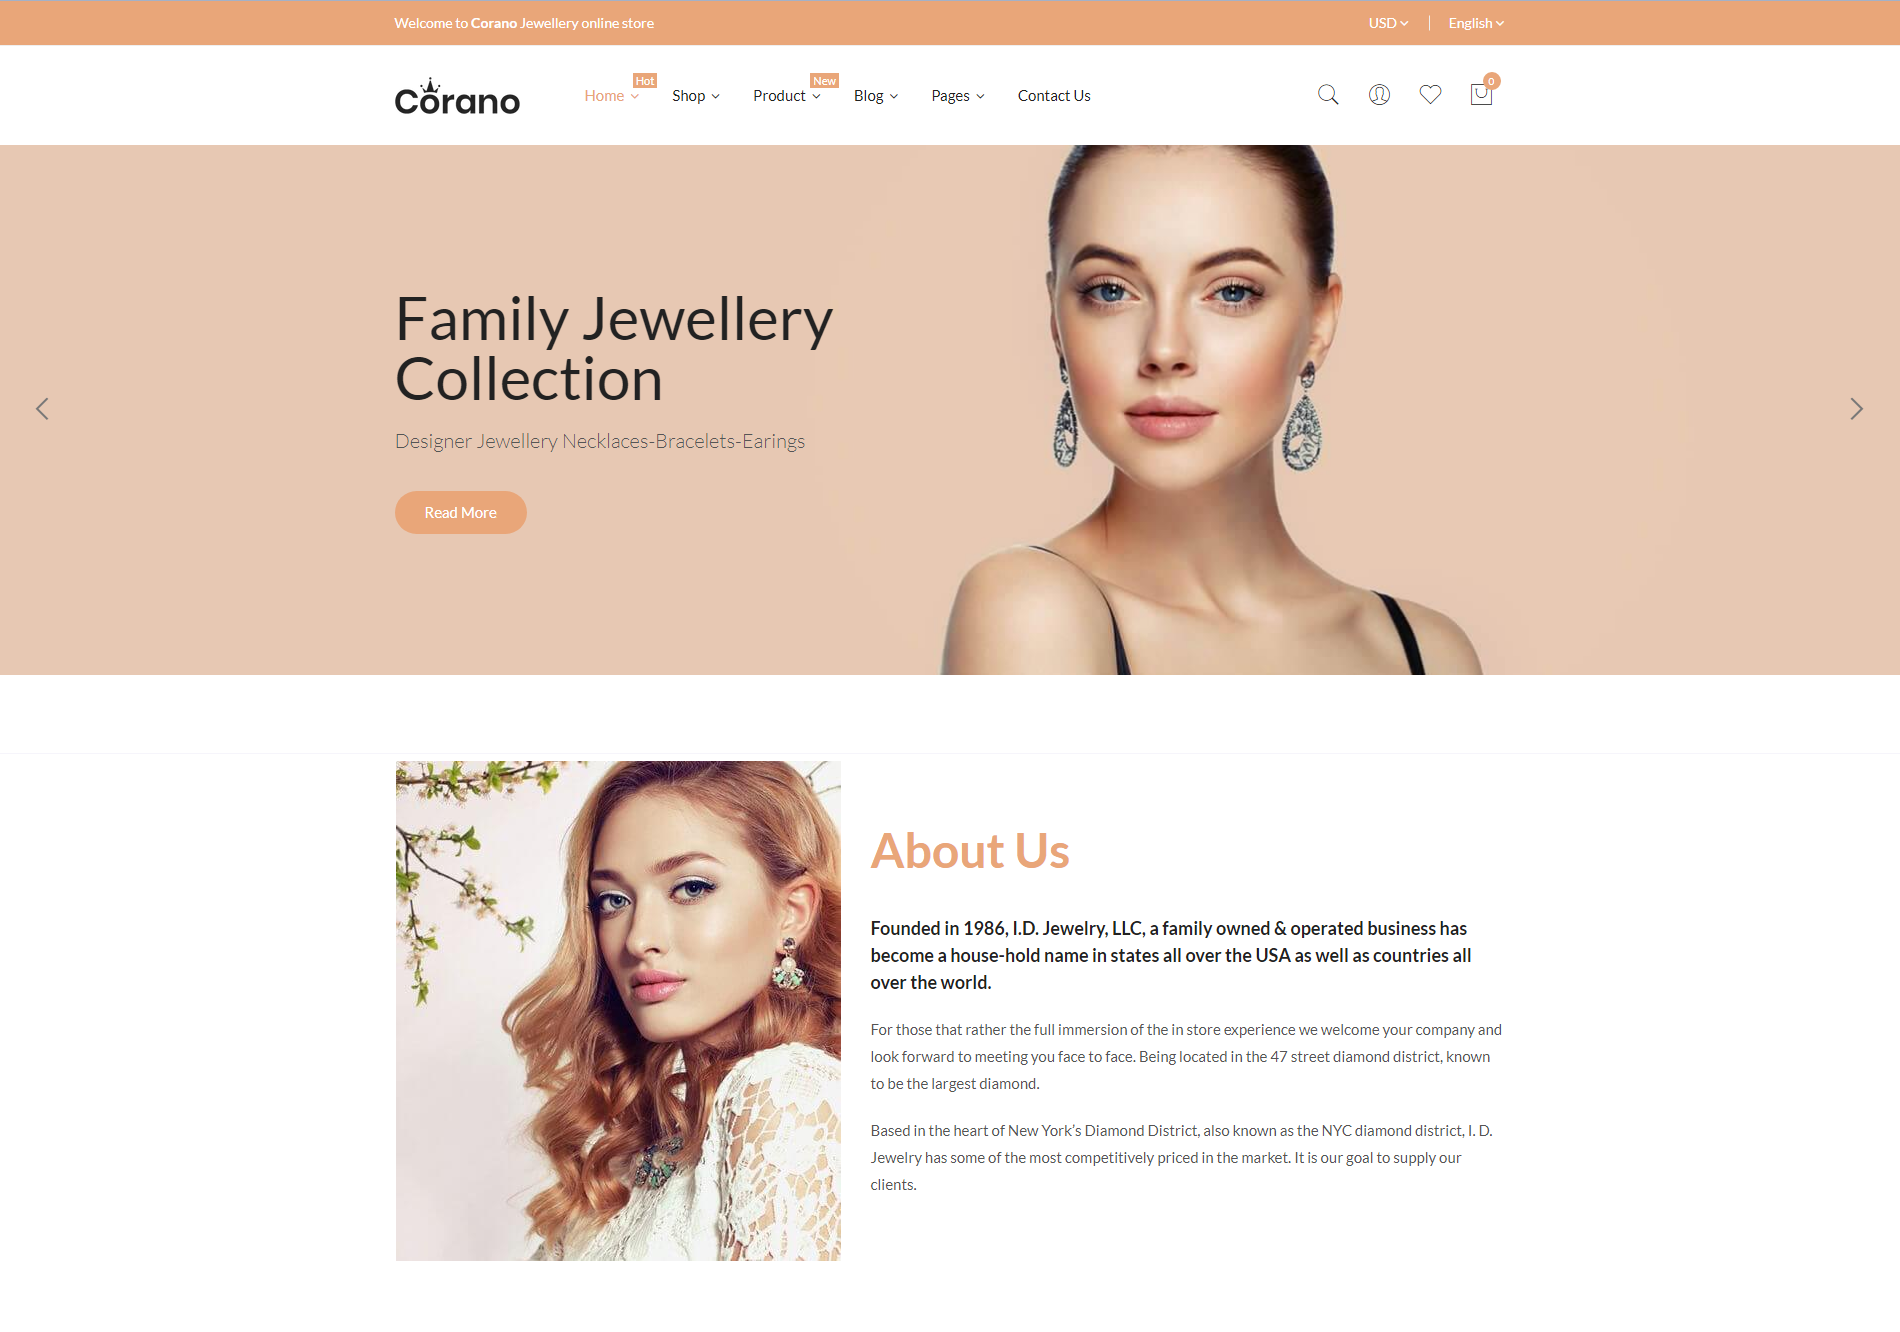 Welcome to Corano Jewellery online store
USD
English
Corano
Home
Hot
Shop
Product
New
Blog
Pages
Contact Us
0
Family Jewellery
Collection
Designer Jewellery Necklaces-Bracelets-Earings
Read More
About Us
Founded in 1986, I.D. Jewelry, LLC, a family owned & operated business has
become a house-hold name in states all over the USA as well as countries all
over the world.
For those that rather the full immersion of the in store experience we welcome your company and
look forward to meeting you face to face. Being located in the 47 street diamond district, known
to be the largest diamond.
Based in the heart of New York’s Diamond District, also known as the NYC diamond district, I. D.
Jewelry has some of the most competitively priced in the market. It is our goal to supply our
clients.